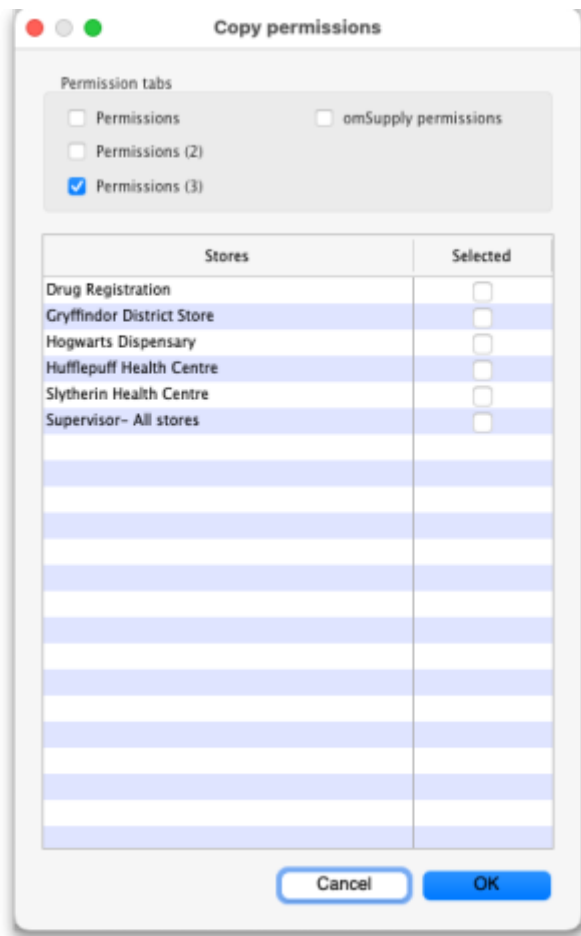 Copy permissions
Permission tabs
Permissions
omSupply permissions
Permissions (2)
Permissions (3)
Stores Selected
Drug Registration
Gryffindor District Store
Hogwarts Dispensary
Hufflepuff Health Centre
Slytherin Health Centre
Supervisor- All stores
Cancel OK